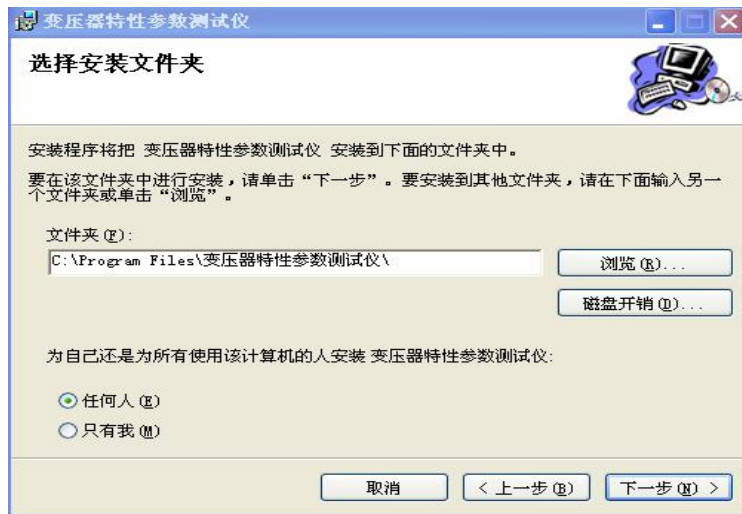 变压器特性参数测试仪
选择安装文件夹
安装程序将把 变压器特性参数测试仪 安装到下面的文件夹中。
要在该文件夹中进行安装，请单击“下一步”。要安装到其他文件夹，请在下面输入另一
个文件夹或单击“浏览”。
文件夹(F):
C:\Program Files\变压器特性参数测试仪\
浏览(R)...
磁盘开销(D)...
为自己还是为所有使用该计算机的人安装 变压器特性参数测试仪:
任何人(E)
只有我(M)
取消
< 上一步(B)
下一步(N) >